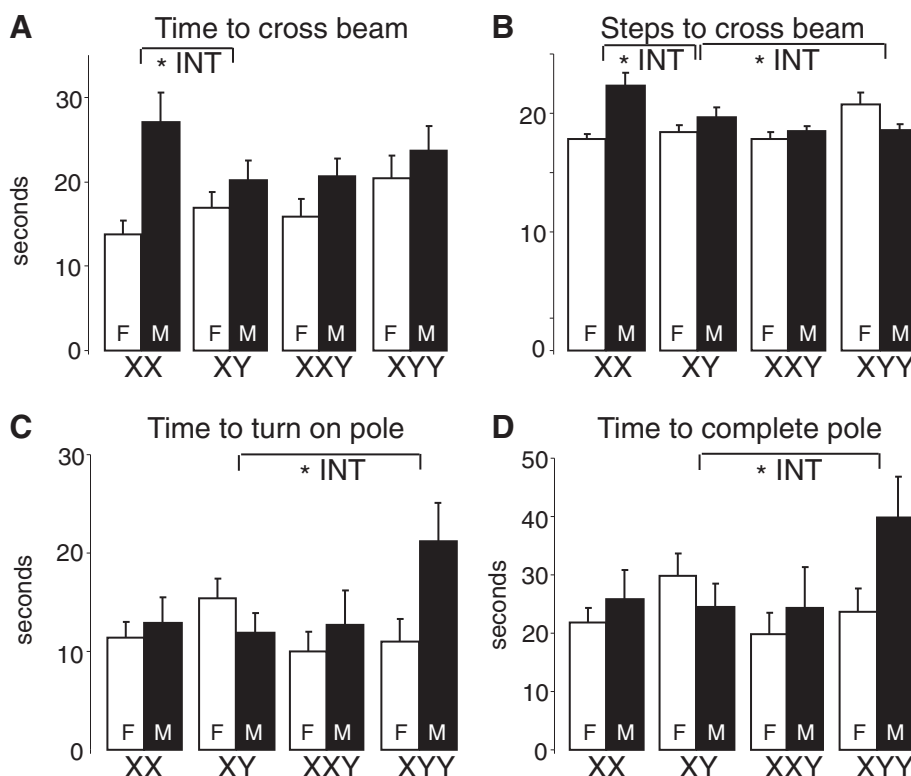 A Time to cross beam
* INT
seconds
30
20
10
0
F M F M F M F M
XX XY XXY XYY
B Steps to cross beam
* INT * INT
20
10
0
F M F M F M F M
XX XY XXY XYY
C Time to turn on pole
* INT
seconds
30
20
10
0
F M F M F M F M
XX XY XXY XYY
D Time to complete pole
* INT
seconds
50
40
30
20
10
0
F M F M F M F M
XX XY XXY XYY